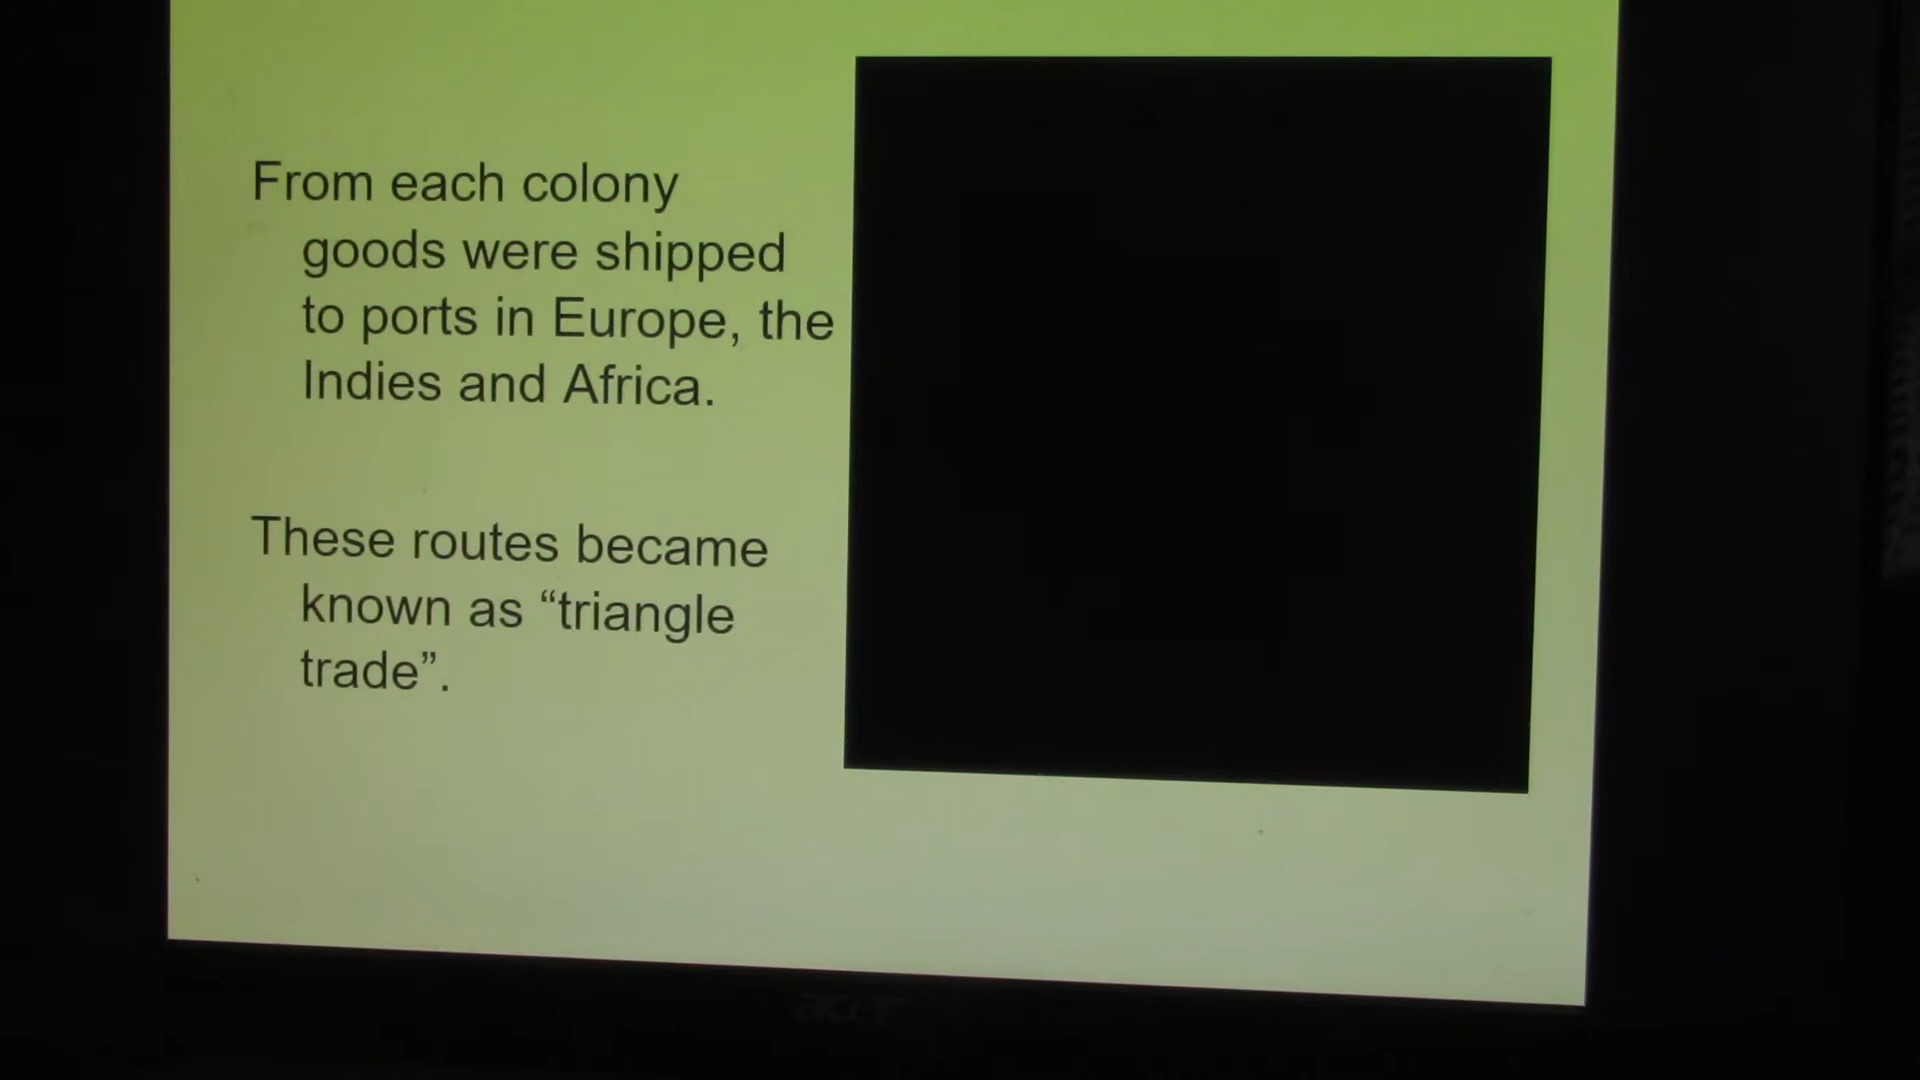 From each colony
goods were shipped
to ports in Europe, the
Indies and Africa.
These routes became
known as “triangle
trade”.
acer